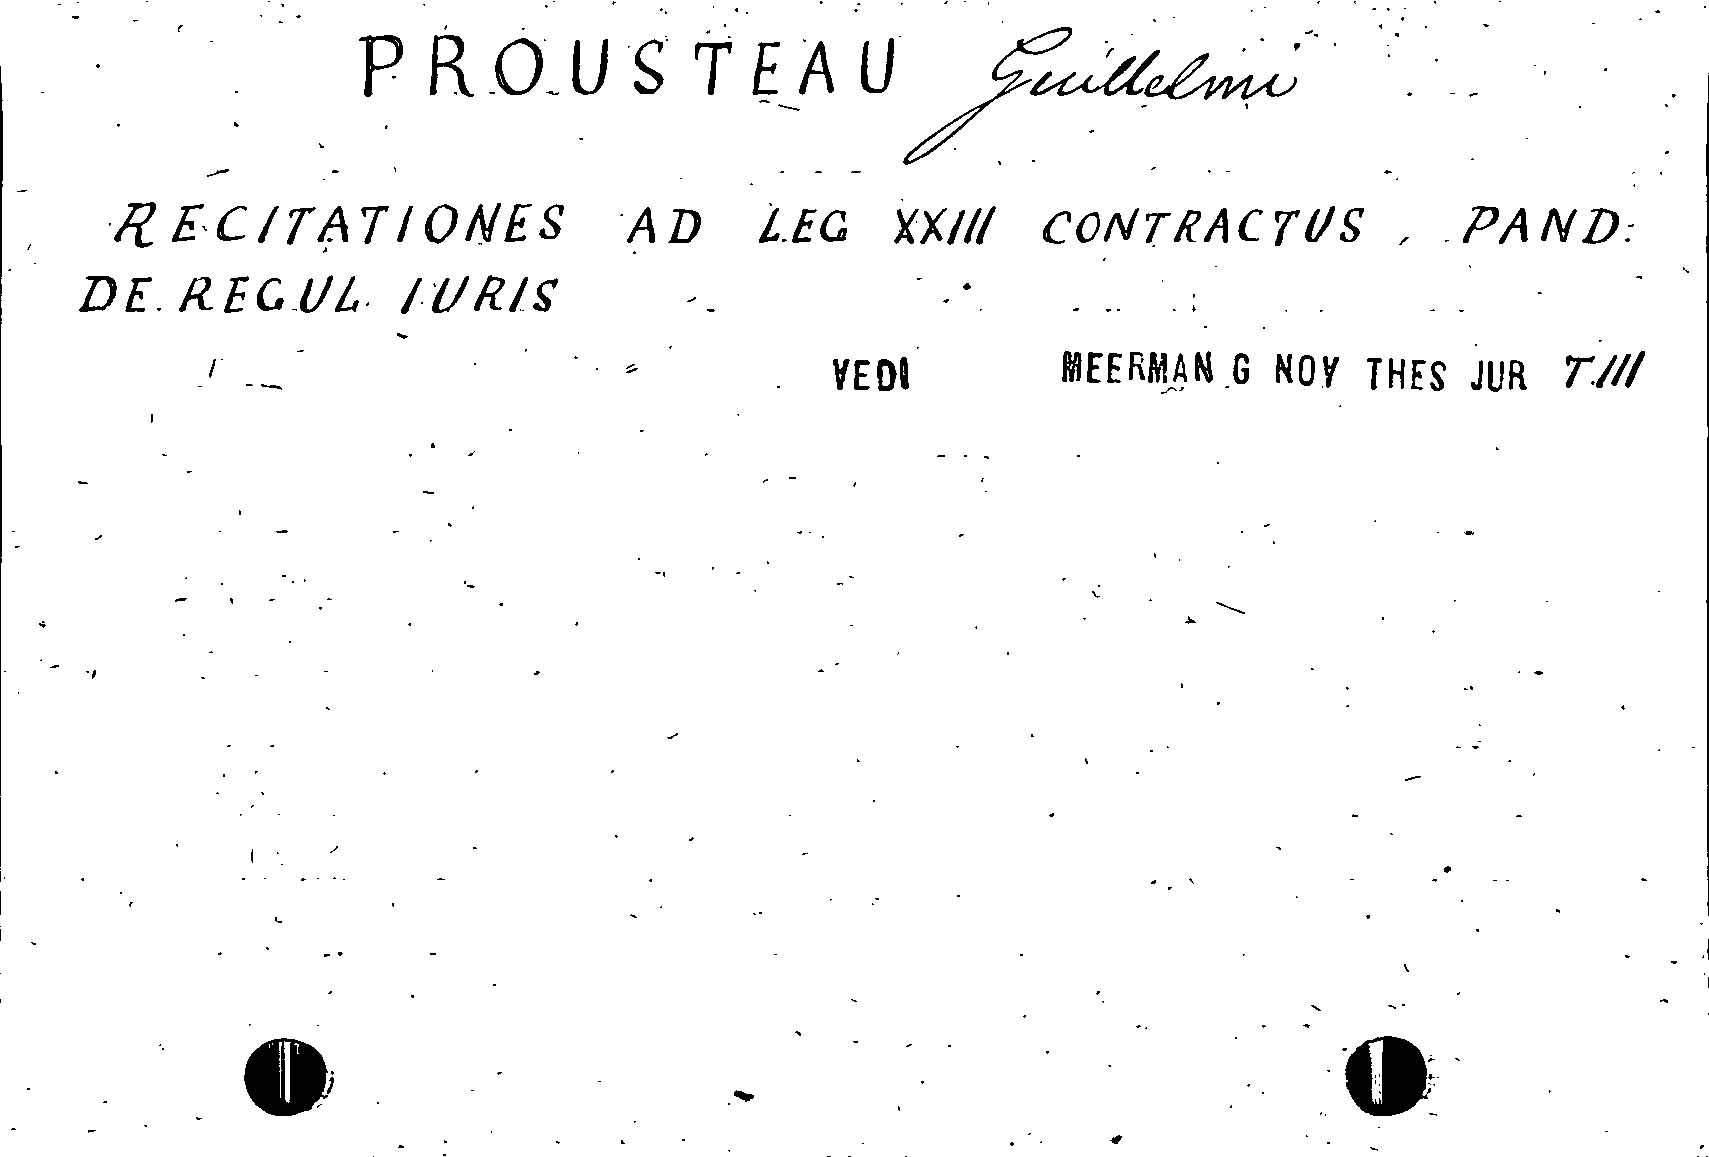 PROUSTEAU Guillelmi
RECITATIONES AD LEG XXIII CONTRACTUS, PAND:
DE REGUL IURIS
VEDI MEERMAN G NOV THES JUR T.III